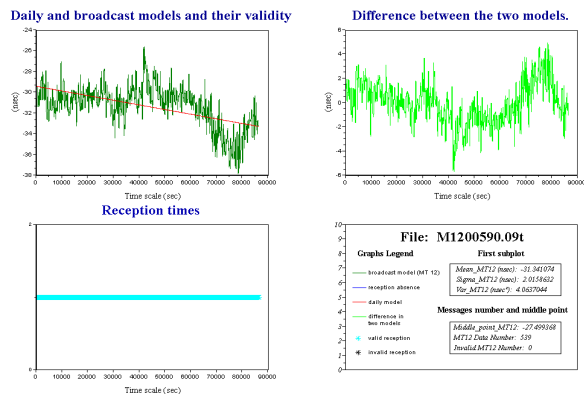 Daily and broadcast models and their validity
-24
-26
-28
-30
-32
-34
-36
-38
(nsec)
0 10000 20000 30000 40000 50000 60000 70000 80000 90000
Time scale (sec)
Difference between the two models.
6
4
2
0
-2
-4
-6
(nsec)
0 10000 20000 30000 40000 50000 60000 70000 80000 90000
Time scale (sec)
Reception times
2
0
0 10000 20000 30000 40000 50000 60000 70000 80000 90000
Time scale (sec)
10
9
8
7
6
5
4
3
2
1
0
File: M1200590.09t
Graphs Legend
broadcast model (MT 12)
reception absence
daily model
difference in
two models
valid reception
invalid reception
First subplot
Mean_MT12 (nsec): -31.341074
Sigma_MT12 (nsec): 2.0158632
Var_MT12 (nsec²): 4.0637044
Messages number and middle point
Middle_point_MT12: -27.499368
MT12 Data Number: 539
Invalid MT12 Number: 0